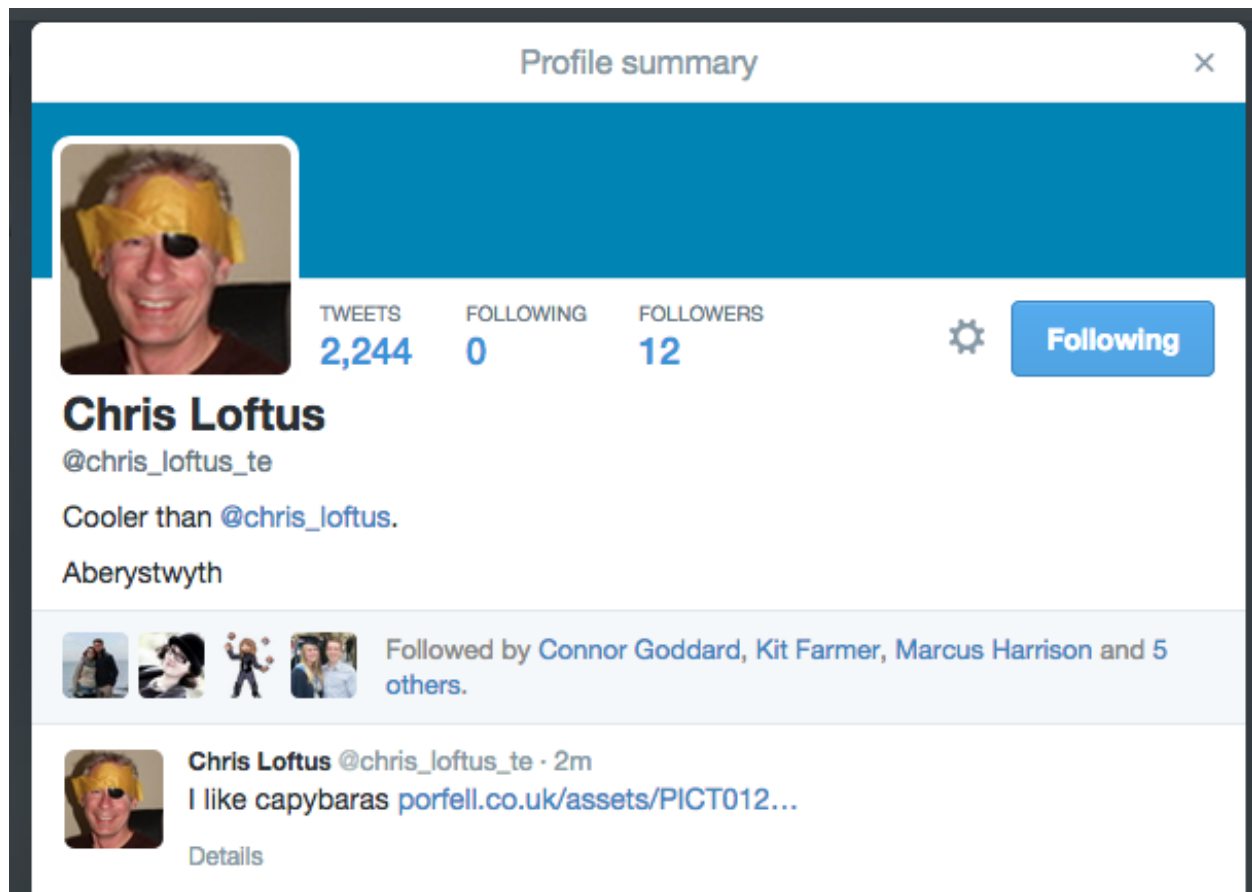 Profile summary
TWEETS FOLLOWING FOLLOWERS
2,244 0 12
Following
Chris Loftus
@chris_loftus_te
Cooler than @chris_loftus.
Aberystwyth
Followed by Connor Goddard, Kit Farmer, Marcus Harrison and 5
others.
Chris Loftus @chris_loftus_te · 2m
I like capybaras porfell.co.uk/assets/PICT012…
Details